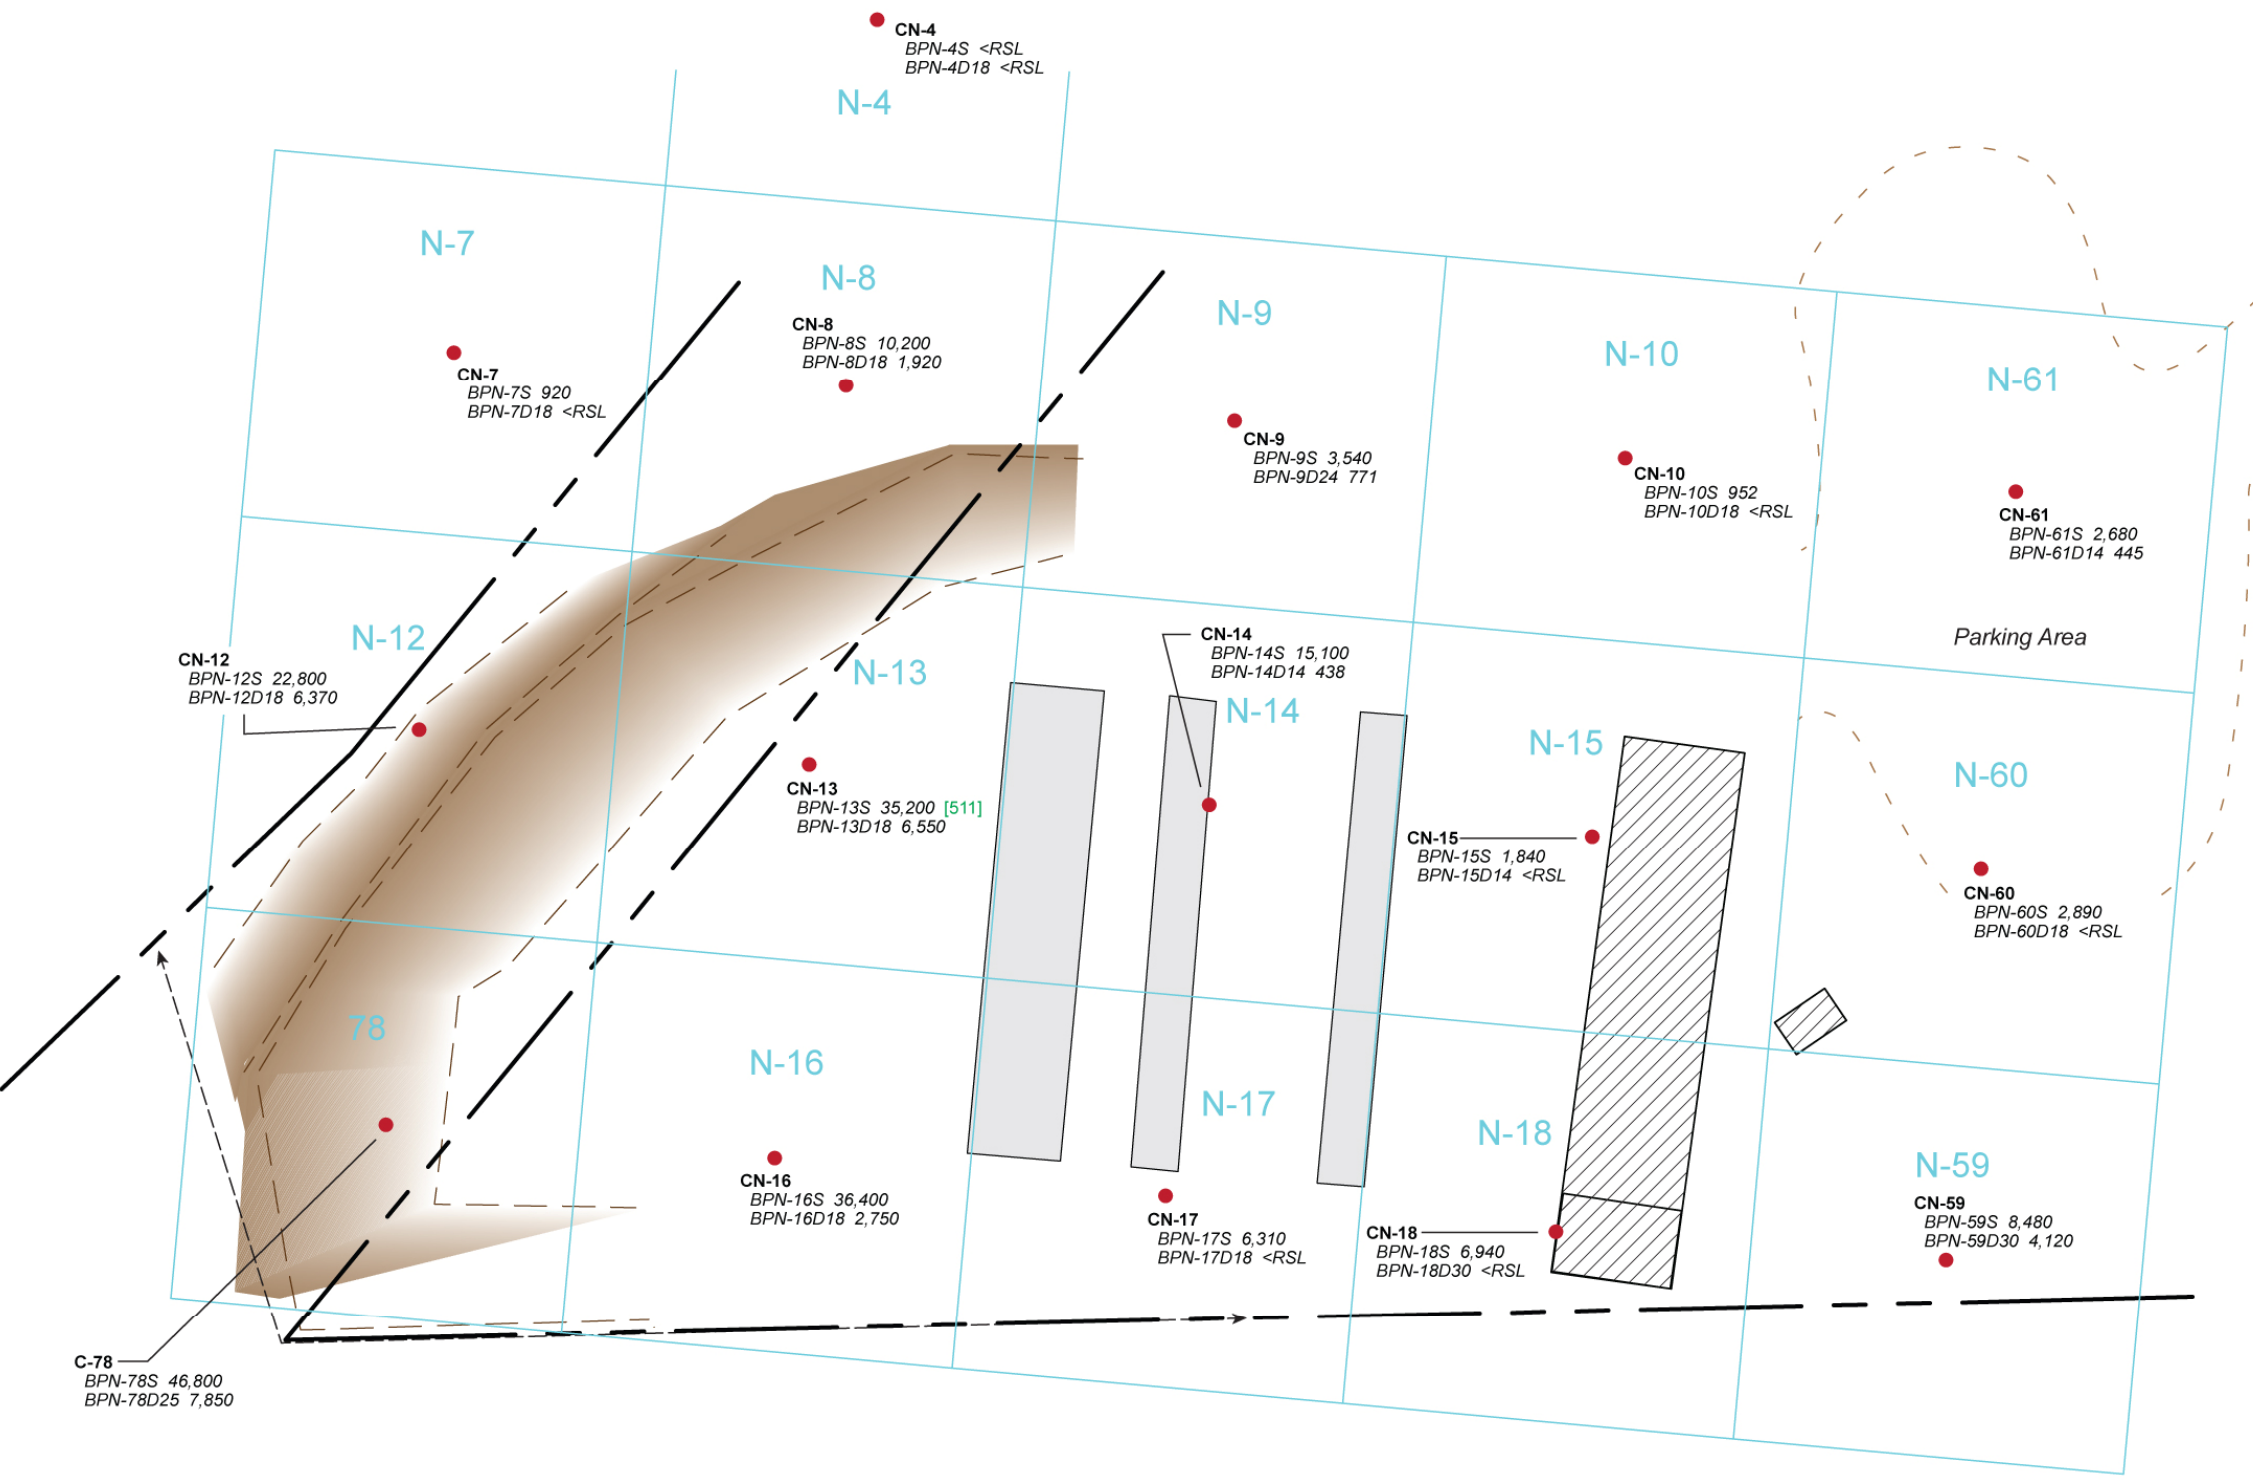 CN-4
BPN-4S <RSL
BPN-4D18 <RSL
N-4
N-7
CN-7
BPN-7S 920
BPN-7D18 <RSL
N-8
CN-8
BPN-8S 10,200
BPN-8D18 1,920
N-9
CN-9
BPN-9S 3,540
BPN-9D24 771
N-10
CN-10
BPN-10S 952
BPN-10D18 <RSL
N-61
CN-61
BPN-61S 2,680
BPN-61D14 445
Parking Area
N-12
CN-12
BPN-12S 22,800
BPN-12D18 6,370
N-13
CN-13
BPN-13S 35,200 [511]
BPN-13D18 6,550
CN-14
BPN-14S 15,100
BPN-14D14 438
N-14
N-15
CN-15
BPN-15S 1,840
BPN-15D14 <RSL
N-60
CN-60
BPN-60S 2,890
BPN-60D18 <RSL
78
N-16
CN-16
BPN-16S 36,400
BPN-16D18 2,750
N-17
CN-17
BPN-17S 6,310
BPN-17D18 <RSL
N-18
CN-18
BPN-18S 6,940
BPN-18D30 <RSL
N-59
CN-59
BPN-59S 8,480
BPN-59D30 4,120
C-78
BPN-78S 46,800
BPN-78D25 7,850